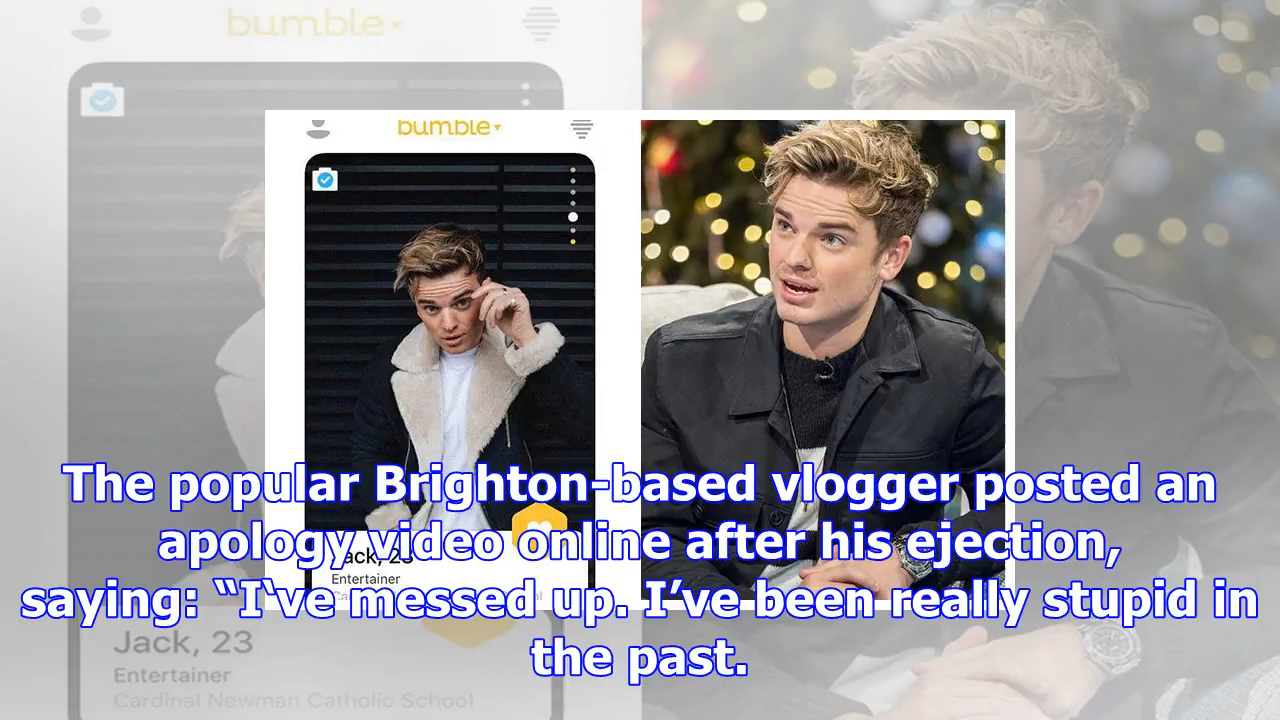 bumble
bumble
The popular Brighton-based vlogger posted an
apology video online after his ejection,
saying: “I‘ve messed up. I’ve been really stupid in
the past.
Jack, 23
Entertainer
Jack, 23
Entertainer
Cardinal Newman Catholic School